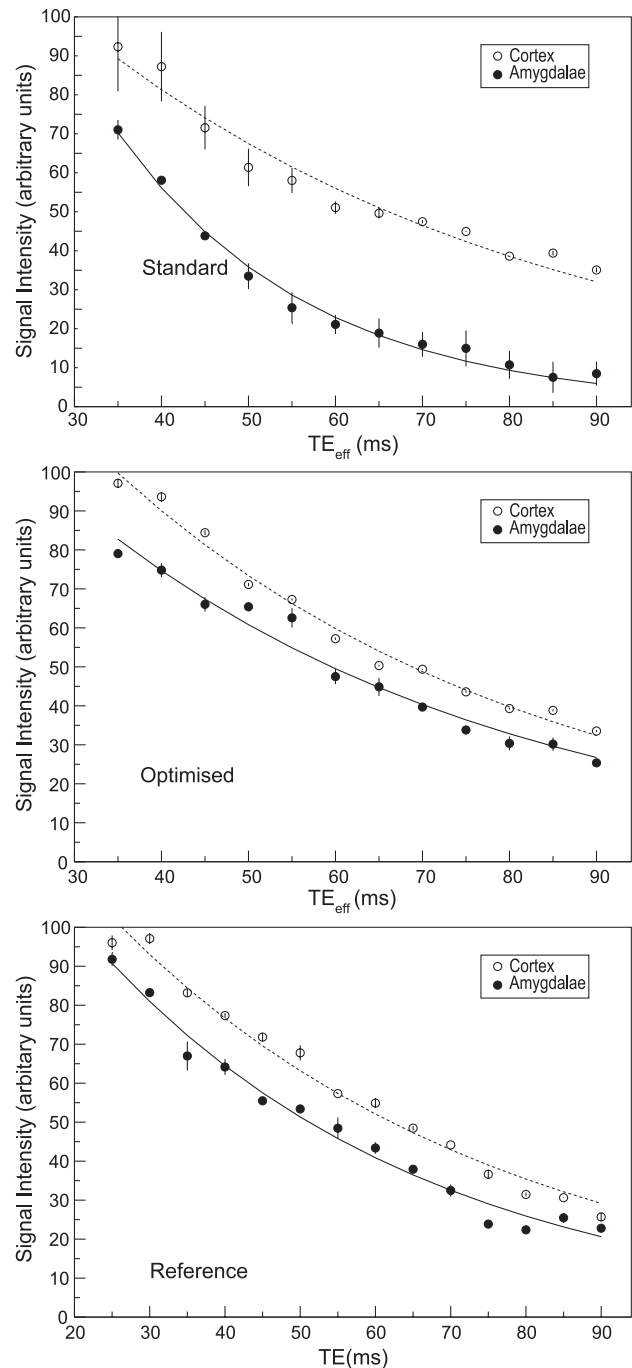 Signal Intensity (arbitrary units)
100
90
80
70
60
50
40
30
20
10
0
Cortex
Amygdalae
Standard
30 40 50 60 70 80 90
TEeff (ms)
Signal Intensity (arbitrary units)
100
90
80
70
60
50
40
30
20
10
0
Cortex
Amygdalae
Optimised
30 40 50 60 70 80 90
TEeff (ms)
Signal Intensity (arbitary units)
100
90
80
70
60
50
40
30
20
10
0
Cortex
Amygdalae
Reference
20 30 40 50 60 70 80 90
TE(ms)